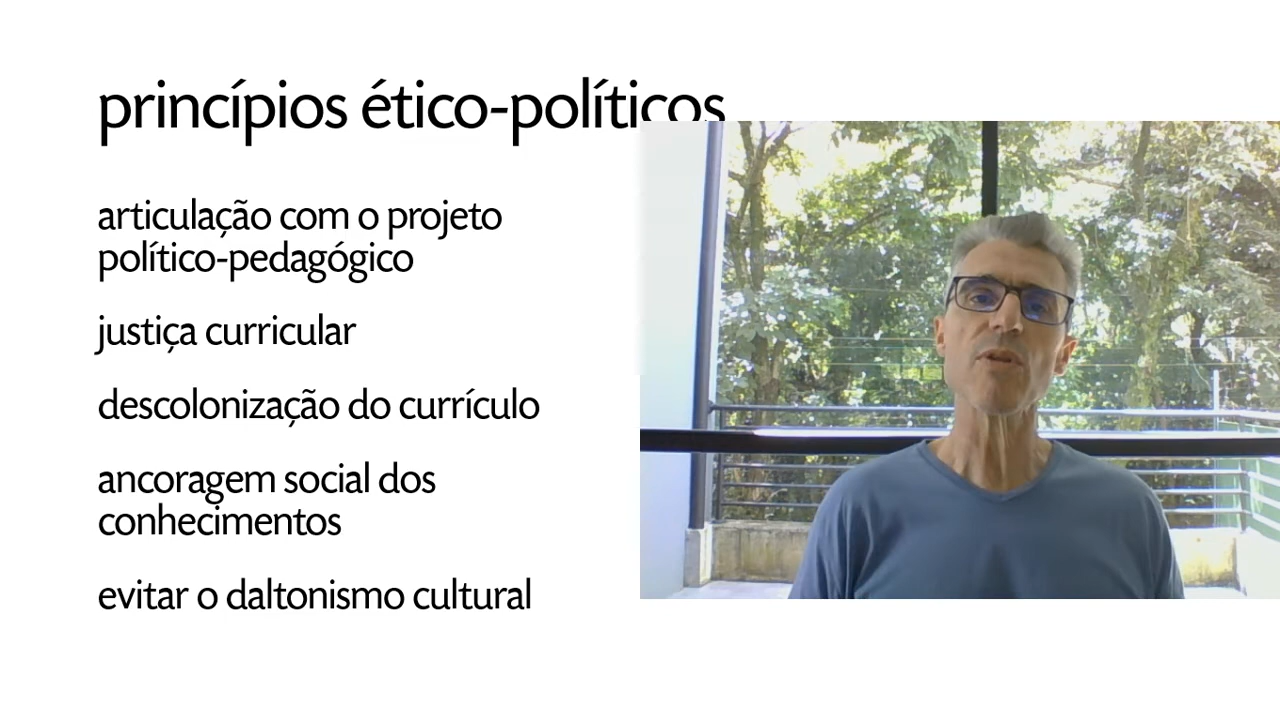 princípios ético-políticos
articulação com o projeto
político-pedagógico
justiça curricular
descolonização do currículo
ancoragem social dos
conhecimentos
evitar o daltonismo cultural